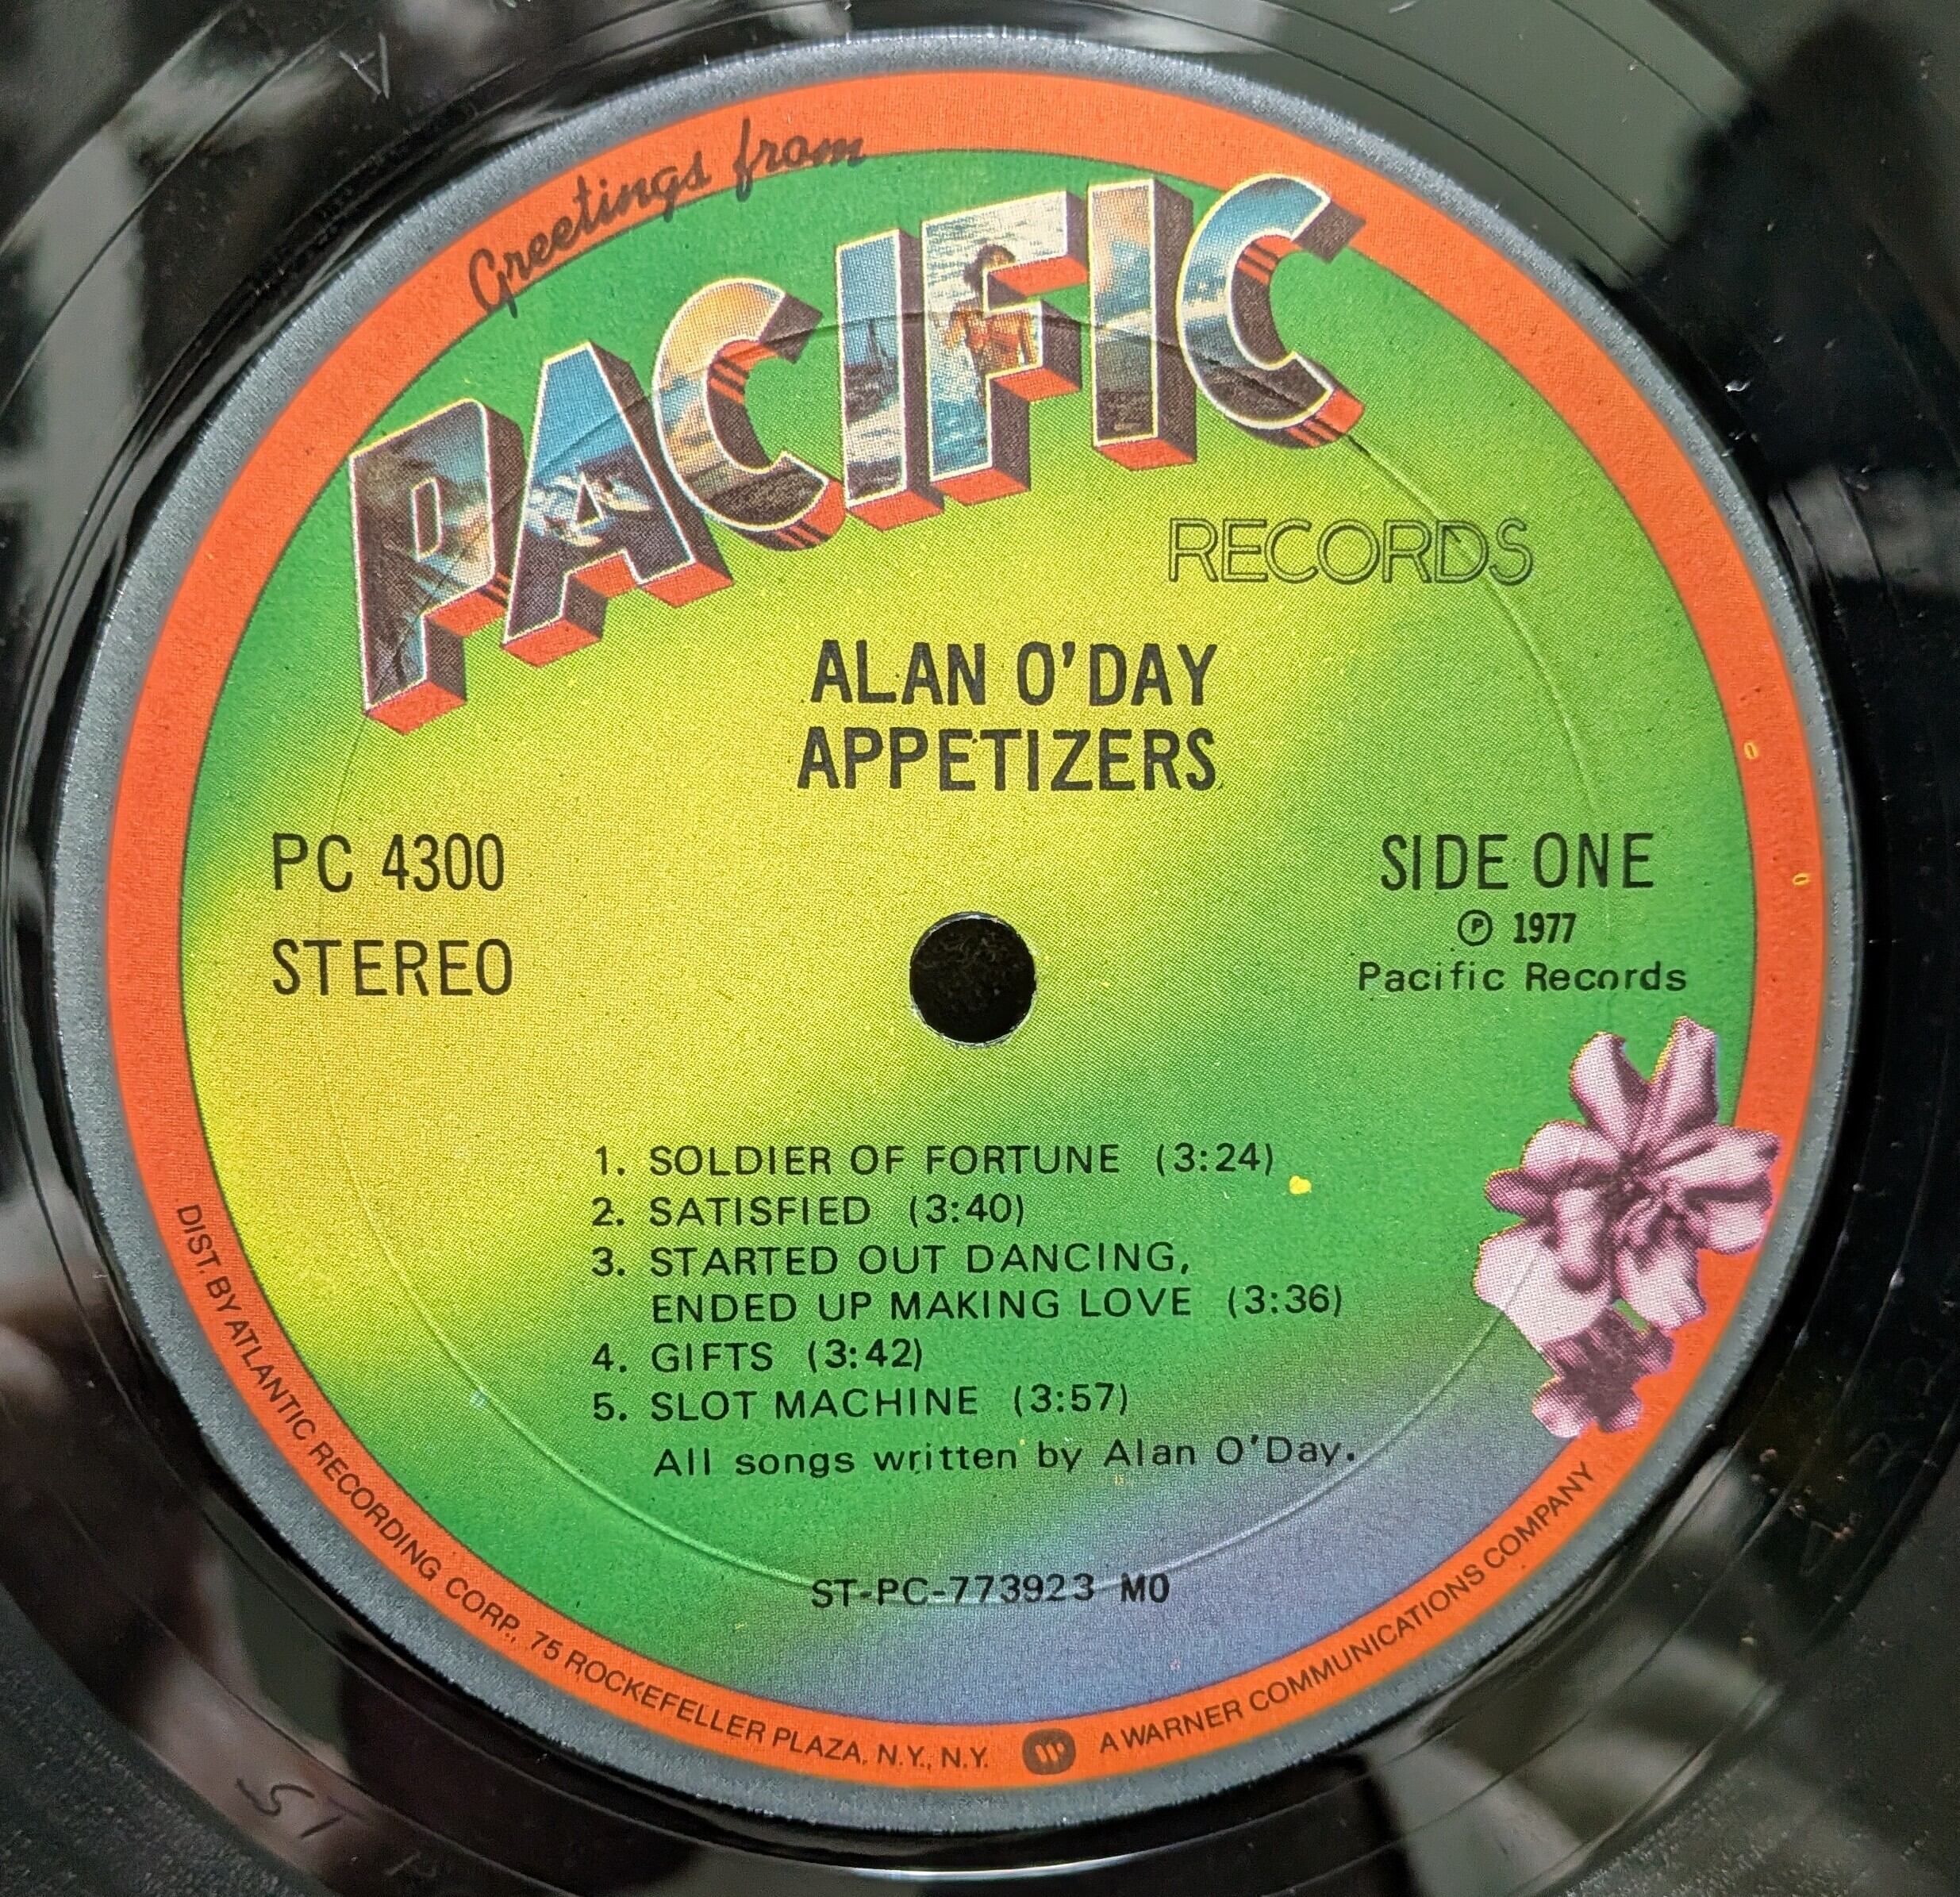 Greetings from
PACIFIC
RECORDS
ALAN O'DAY
APPETIZERS
PC 4300
STEREO
SIDE ONE
℗ 1977
Pacific Records
1. SOLDIER OF FORTUNE (3:24)
2. SATISFIED (3:40)
3. STARTED OUT DANCING,
ENDED UP MAKING LOVE (3:36)
4. GIFTS (3:42)
5. SLOT MACHINE (3:57)
All songs written by Alan O'Day.
ST-PC-773923 MO
DIST BY ATLANTIC RECORDING CORP., 75 ROCKEFELLER PLAZA, N.Y., N.Y. W A WARNER COMMUNICATIONS COMPANY
ST
A